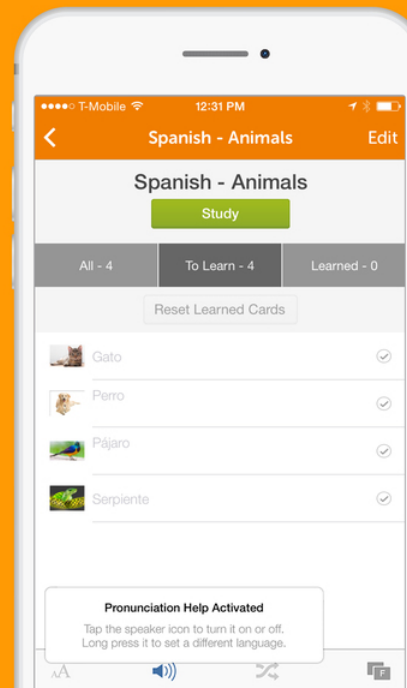 T-Mobile 12:31 PM
Spanish - Animals Edit
Spanish - Animals
Study
All - 4 To Learn - 4 Learned - 0
Reset Learned Cards
Gato
Perro
Pájaro
Serpiente
Pronunciation Help Activated
Tap the speaker icon to turn it on or off.
Long press it to set a different language.
AA F